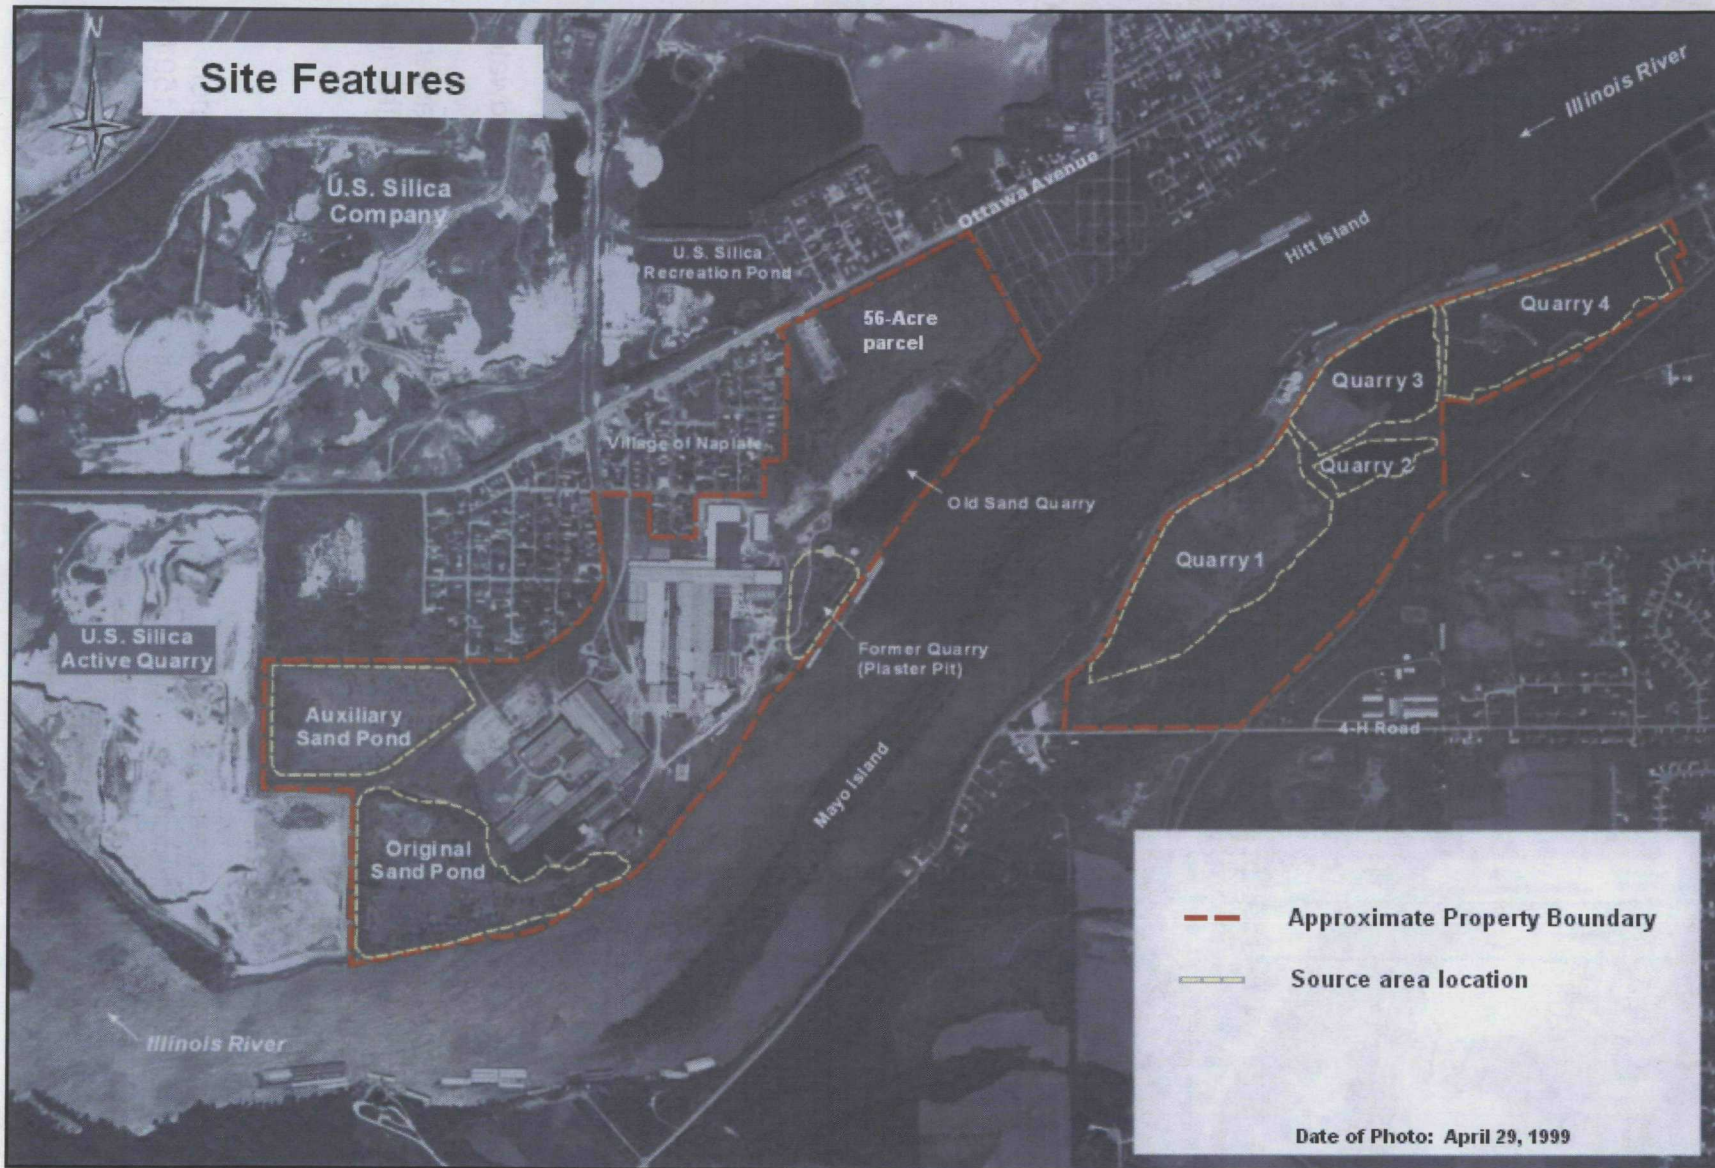 N
Site Features
Illinois River
U.S. Silica
Company
Ottawa Avenue
Hitt Island
U.S. Silica
Recreation Pond
56-Acre
parcel
Quarry 4
Quarry 3
Village of Naplate
Quarry 2
Old Sand Quarry
Quarry 1
U.S. Silica
Active Quarry
Former Quarry
(Plaster Pit)
Auxiliary
Sand Pond
4-H Road
Mayo Island
Original
Sand Pond
Approximate Property Boundary
Source area location
Illinois River
Date of Photo: April 29, 1999